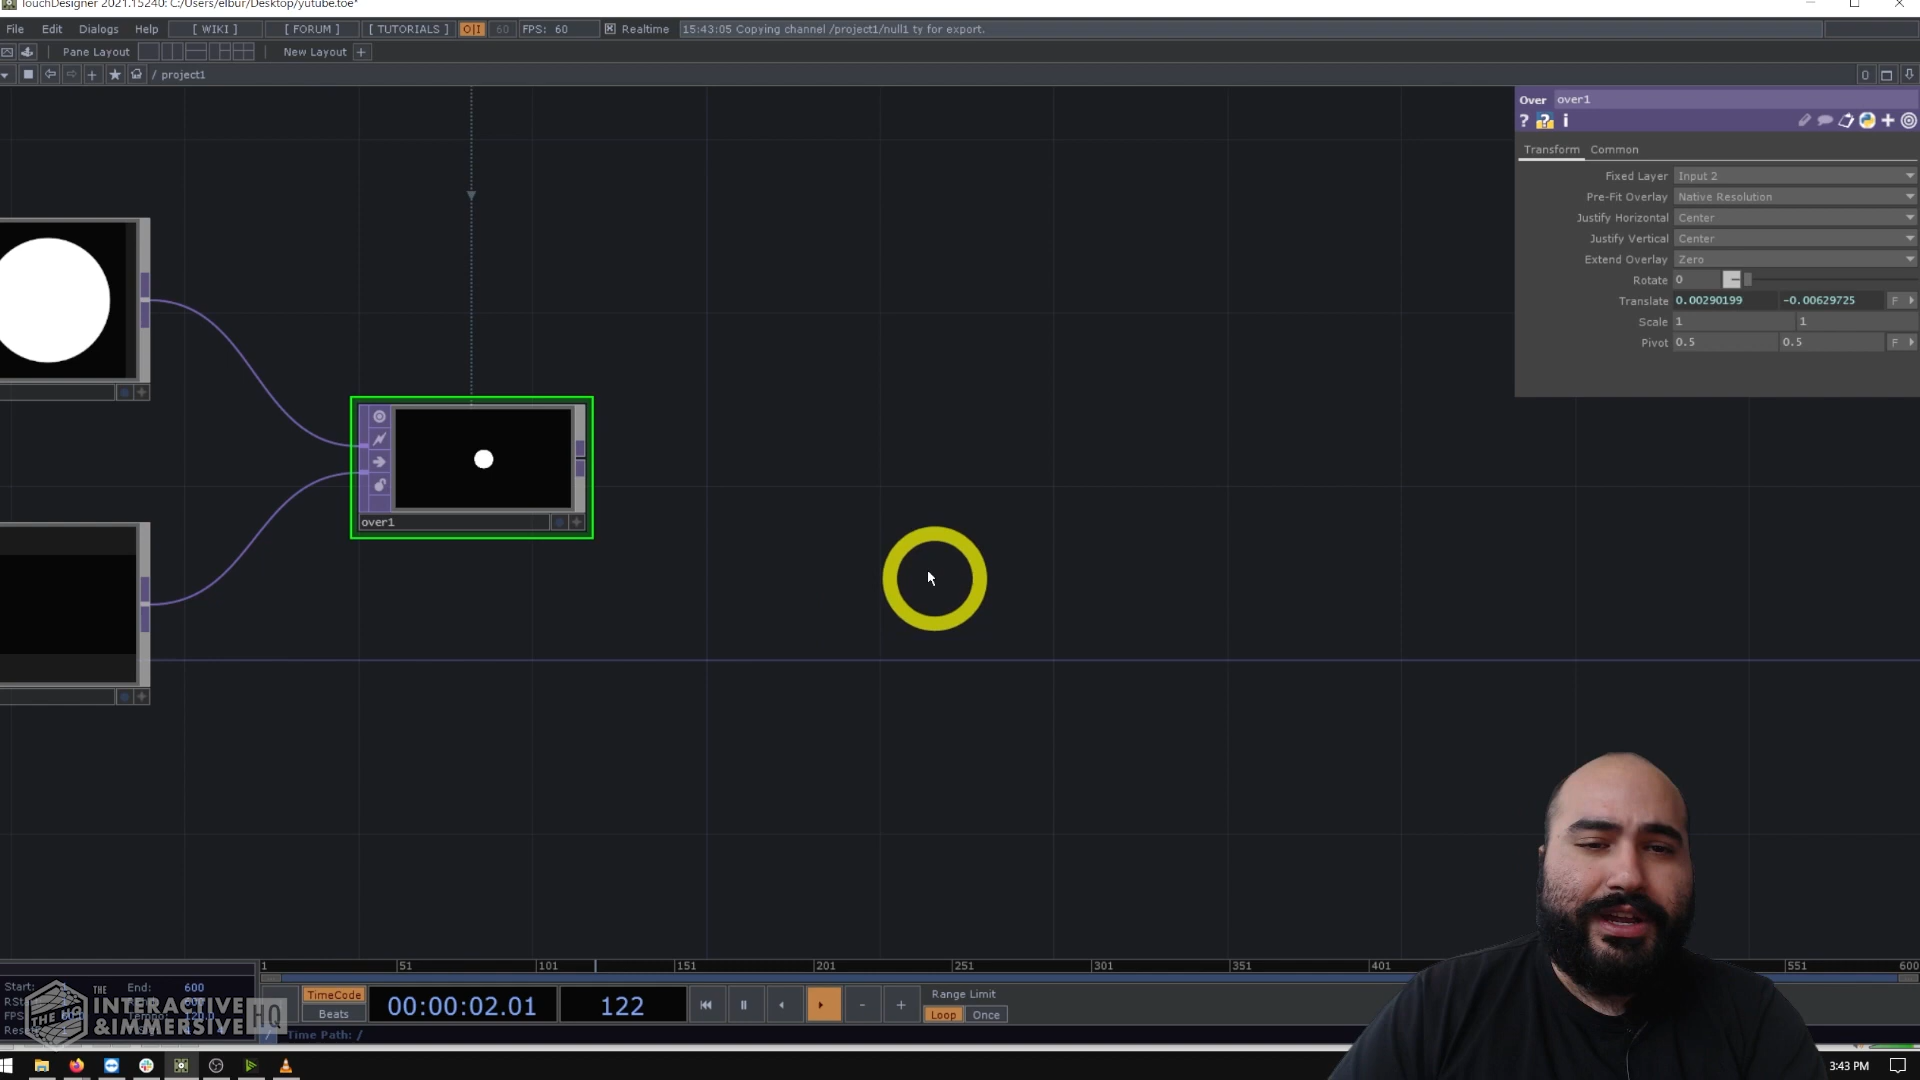 TouchDesigner 2021.15240: C:/Users/elbur/Desktop/yutube.toe*
File Edit Dialogs Help [ WIKI ] [ FORUM ] [ TUTORIALS ] O|I 60 FPS: 60 Realtime 15:43:05 Copying channel /project1/null1 ty for export.
Pane Layout New Layout +
/ project1 0
Over over1
? ? i
Transform Common
Fixed Layer Input 2
Pre-Fit Overlay Native Resolution
Justify Horizontal Center
Justify Vertical Center
Extend Overlay Zero
Rotate 0
Translate 0.00290199 -0.00629725 F
Scale 1 1
Pivot 0.5 0.5 F
over1
1 51 101 151 201 251 301 351 401 551 600
Start: End: 600
TimeCode
Beats
00:00:02.01
122
Range Limit
Loop Once
Time Path: /
THE INTERACTIVE & IMMERSIVE HQ
THE HQ
3:43 PM